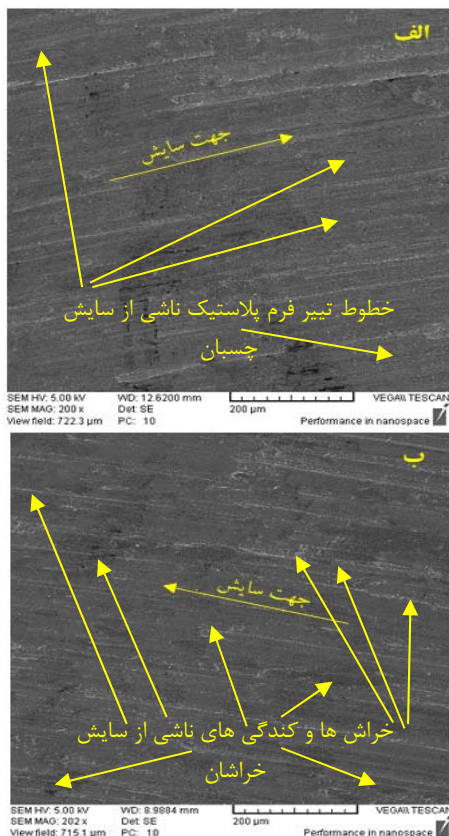 الف
جهت سایش
خطوط تییر فرم پلاستیک ناشی از سایش
چسبان
SEM HV: 5.00 kV WD: 12.6200 mm VEGA\\ TESCAN
SEM MAG: 200 x Det: SE 200 µm
View field: 722.3 µm PC: 10 Performance in nanospace
ب
جهت سایش
خراش ها و کندگی های ناشی از سایش
خراشان
SEM HV: 5.00 kV WD: 8.9884 mm VEGA\\ TESCAN
SEM MAG: 202 x Det: SE 200 µm
View field: 715.1 µm PC: 10 Performance in nanospace